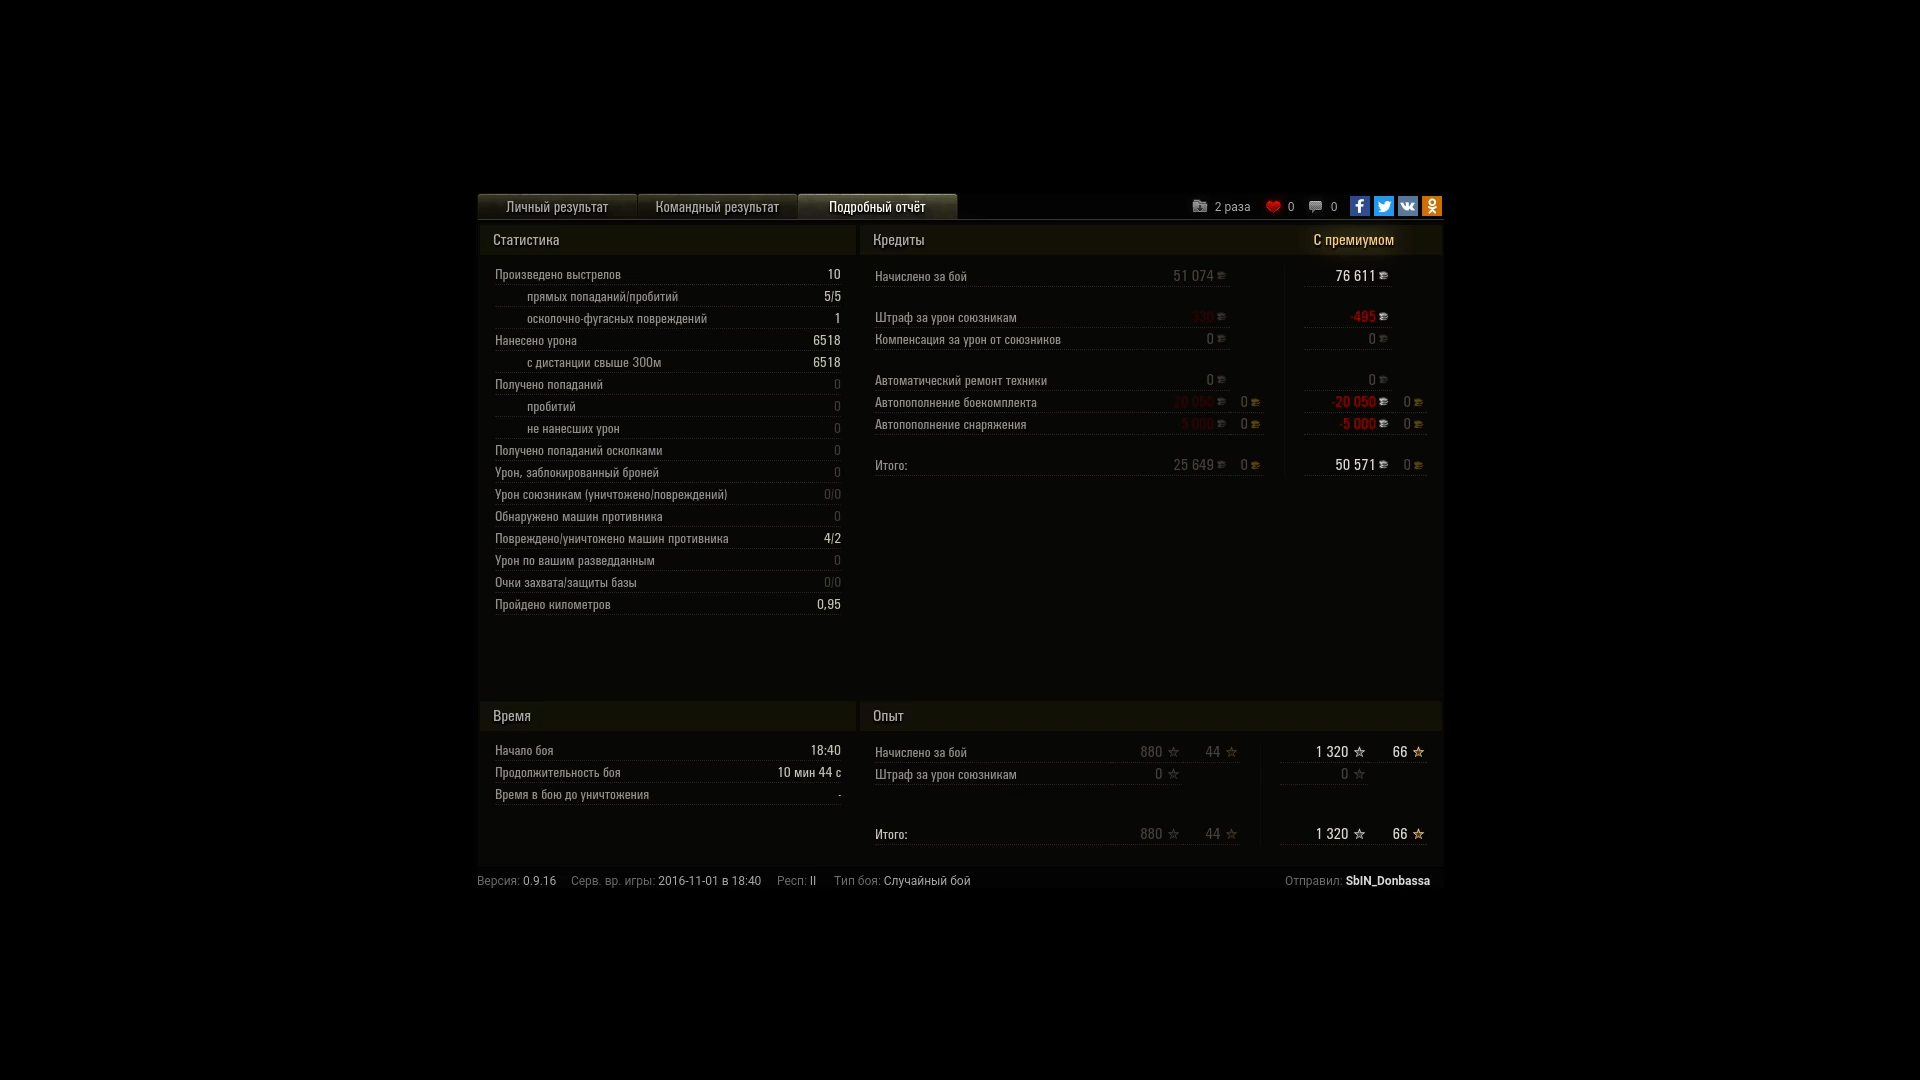 Личный результат Командный результат Подробный отчёт 2 раза 0 0
Статистика
Произведено выстрелов 10
прямых попаданий/пробитий 5/5
осколочно-фугасных повреждений 1
Нанесено урона 6518
с дистанции свыше 300м 6518
Получено попаданий 0
пробитий 0
не нанесших урон 0
Получено попаданий осколками 0
Урон, заблокированный броней 0
Урон союзникам (уничтожено/повреждений) 0/0
Обнаружено машин противника 0
Повреждено/уничтожено машин противника 4/2
Урон по вашим разведданным 0
Очки захвата/защиты базы 0/0
Пройдено километров 0,95
Кредиты С премиумом
Начислено за бой 51 074 76 611
Штраф за урон союзникам -330 -495
Компенсация за урон от союзников 0 0
Автоматический ремонт техники 0 0
Автопополнение боекомплекта -20 050 0 -20 050 0
Автопополнение снаряжения -5 000 0 -5 000 0
Итого: 25 649 0 50 571 0
Время
Начало боя 18:40
Продолжительность боя 10 мин 44 с
Время в бою до уничтожения -
Опыт
Начислено за бой 880 44 1 320 66
Штраф за урон союзникам 0 0
Итого: 880 44 1 320 66
Версия: 0.9.16 Серв. вр. игры: 2016-11-01 в 18:40 Респ: II Тип боя: Случайный бой Отправил: SbIN_Donbassa